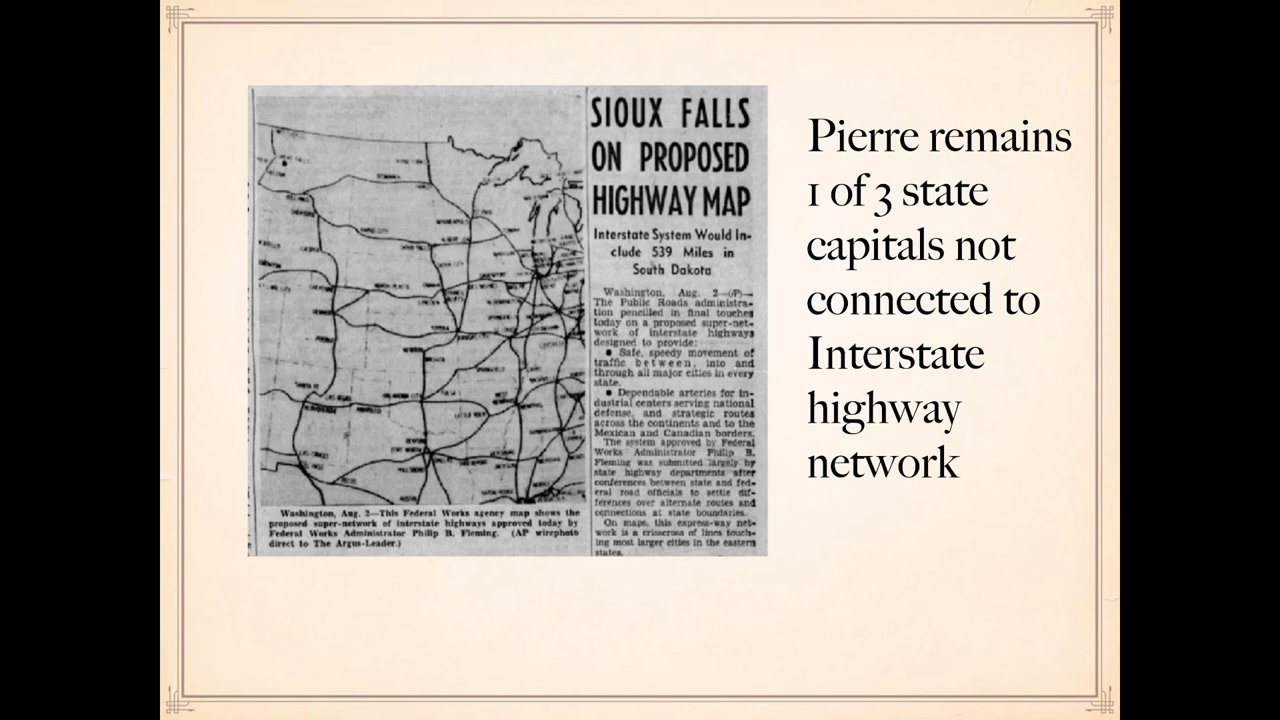 SIOUX FALLS
ON PROPOSED
HIGHWAY MAP
Interstate System Would In-
clude 539 Miles in
South Dakota
Washington, Aug. 2—(AP)—
The Public Roads administra-
tion pencilled in final touches
today on a proposed super-net-
work of interstate highways
designed to provide:
● Safe, speedy movement of
traffic between, into and
through all major cities in every
state.
● Dependable arteries for in-
dustrial centers serving national
defense, and strategic routes
across the continents and to the
Mexican and Canadian borders.
The system approved by Federal
Works Administrator Philip B.
Fleming was submitted largely by
state highway departments after
conferences between state and fed-
eral road officials to settle dif-
ferences over alternate routes and
connections at state boundaries.
On maps, this express-way net-
work is a crisscross of lines touch-
ing most larger cities in the eastern
states.
Washington, Aug. 2—This Federal Works agency map shows the
proposed super-network of interstate highways approved today by
Federal Works Administrator Philip B. Fleming. (AP wirephoto
direct to The Argus-Leader.)
Pierre remains
1 of 3 state
capitals not
connected to
Interstate
highway
network